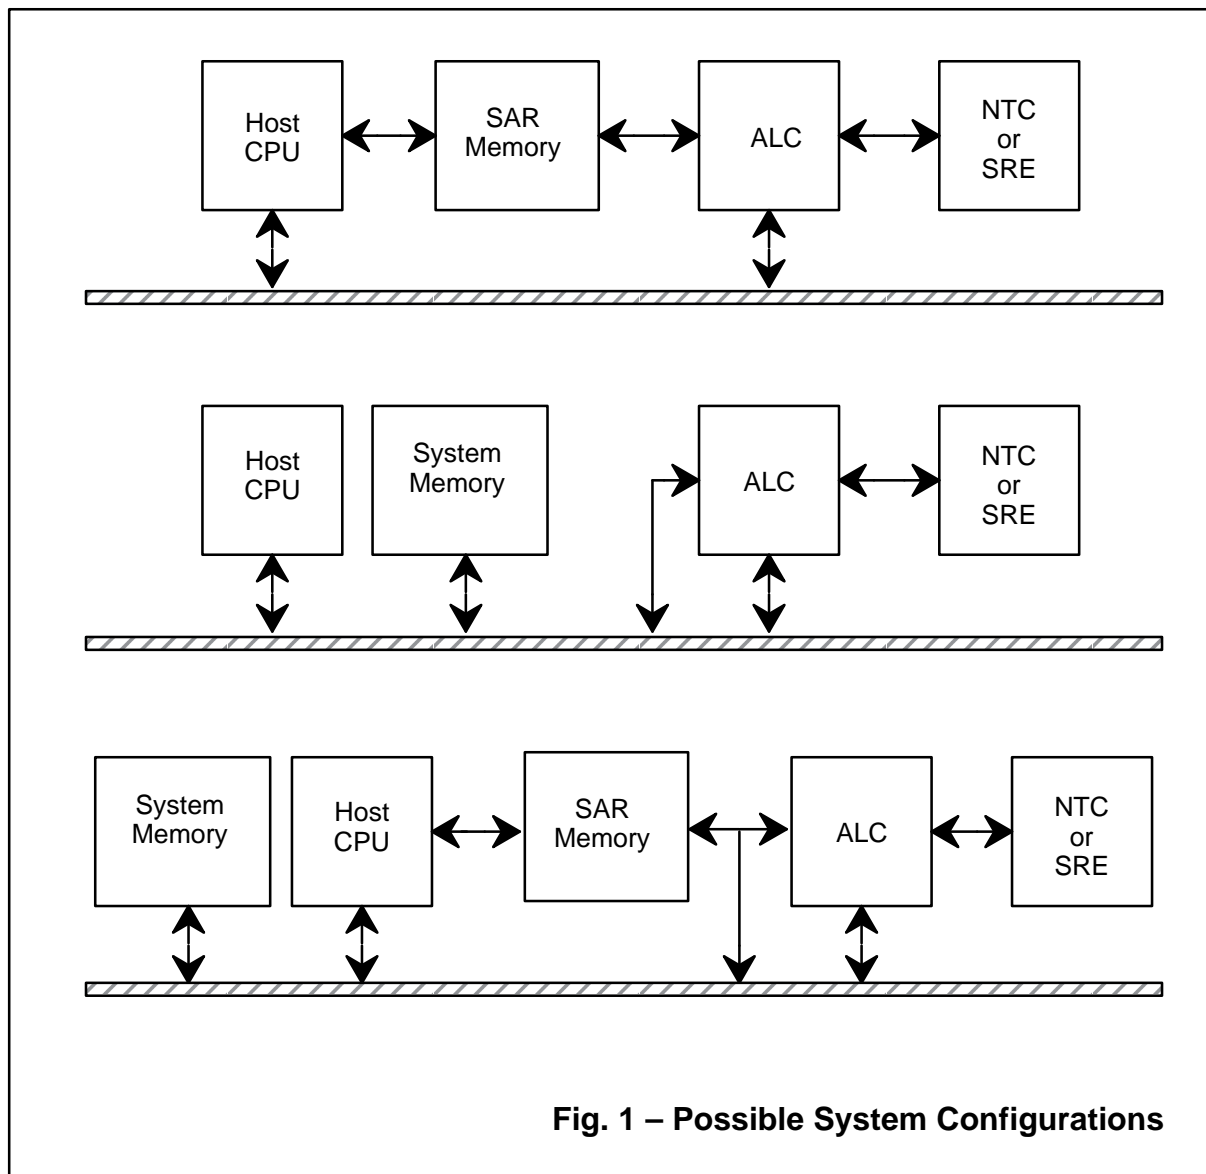 Host
CPU
SAR
Memory
ALC
NTC
or
SRE
Host
CPU
System
Memory
ALC
NTC
or
SRE
System
Memory
Host
CPU
SAR
Memory
ALC
NTC
or
SRE
Fig. 1 – Possible System Configurations